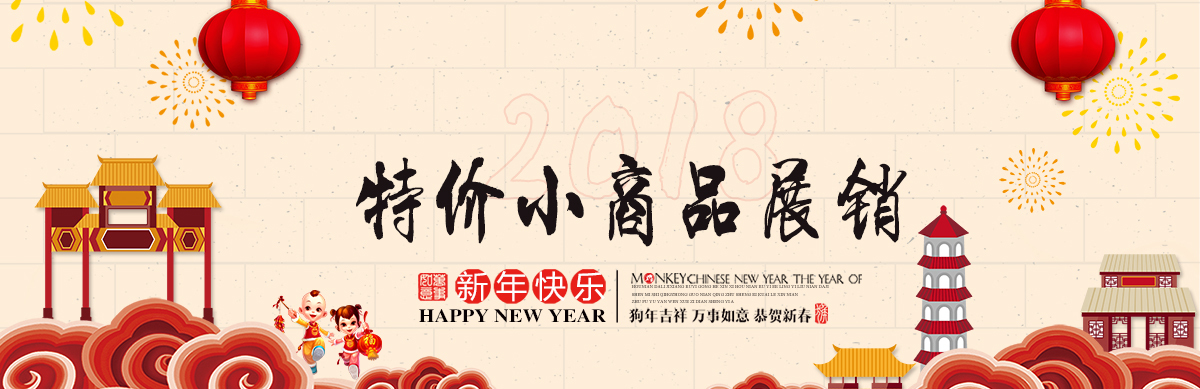 2018
特价小商品展销
新年快乐
HAPPY NEW YEAR
MONKEY CHINESE NEW YEAR THE YEAR OF
狗年吉祥 万事如意 恭贺新春
福